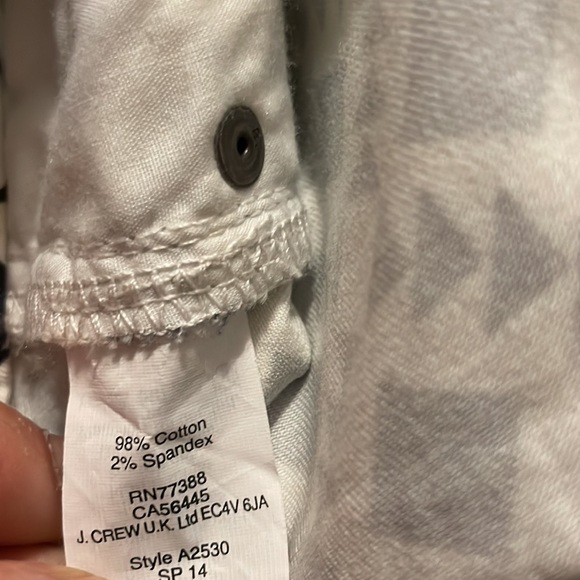 98% Cotton
2% Spandex
RN77388
CA56445
J. CREW U.K. Ltd EC4V 6JA
Style A2530
SP 14